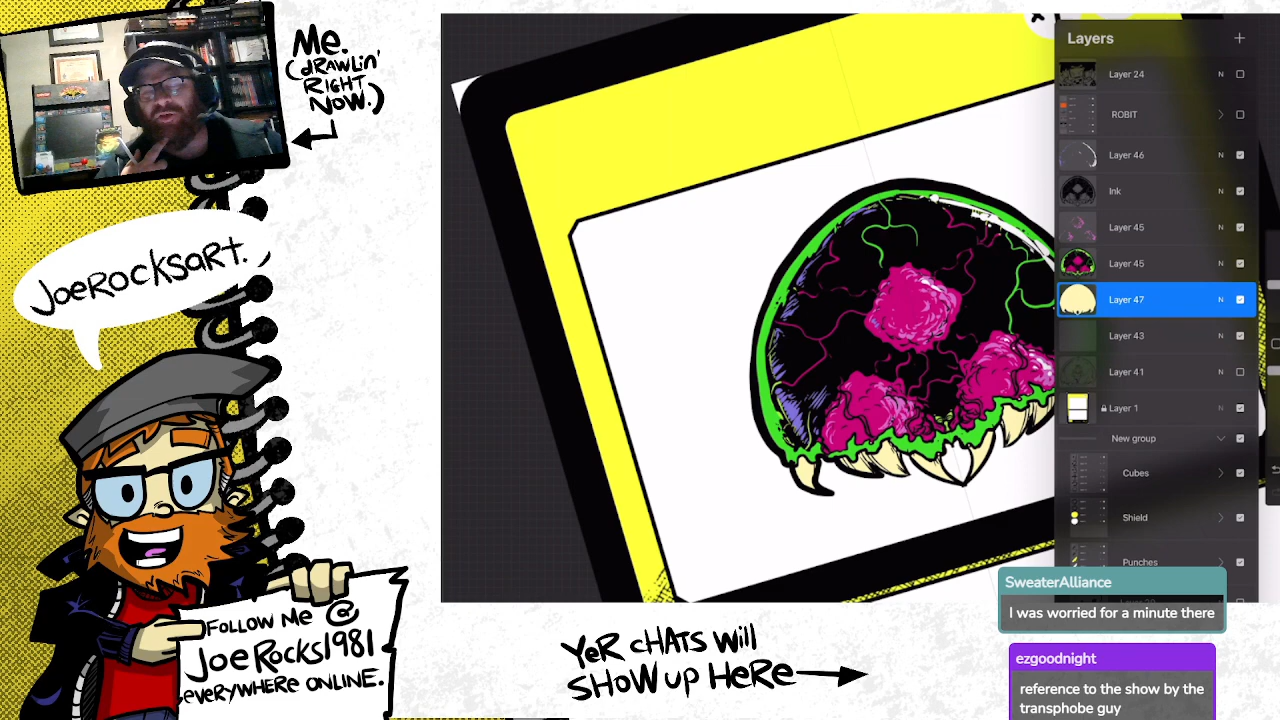 Me.
(drawlin'
right
now.)
JoeRocksArt.
Follow me @
JoeRocks1981
everywhere online.
Layers
Layer 24 N
ROBIT
Layer 46 N
Ink N
Layer 45 N
Layer 45 N
Layer 47 N
Layer 43 N
Layer 41 N
Layer 1 N
New group
Cubes
Shield
Punches
Yer chats will
show up here
SweaterAlliance
I was worried for a minute there
ezgoodnight
reference to the show by the
transphobe guy